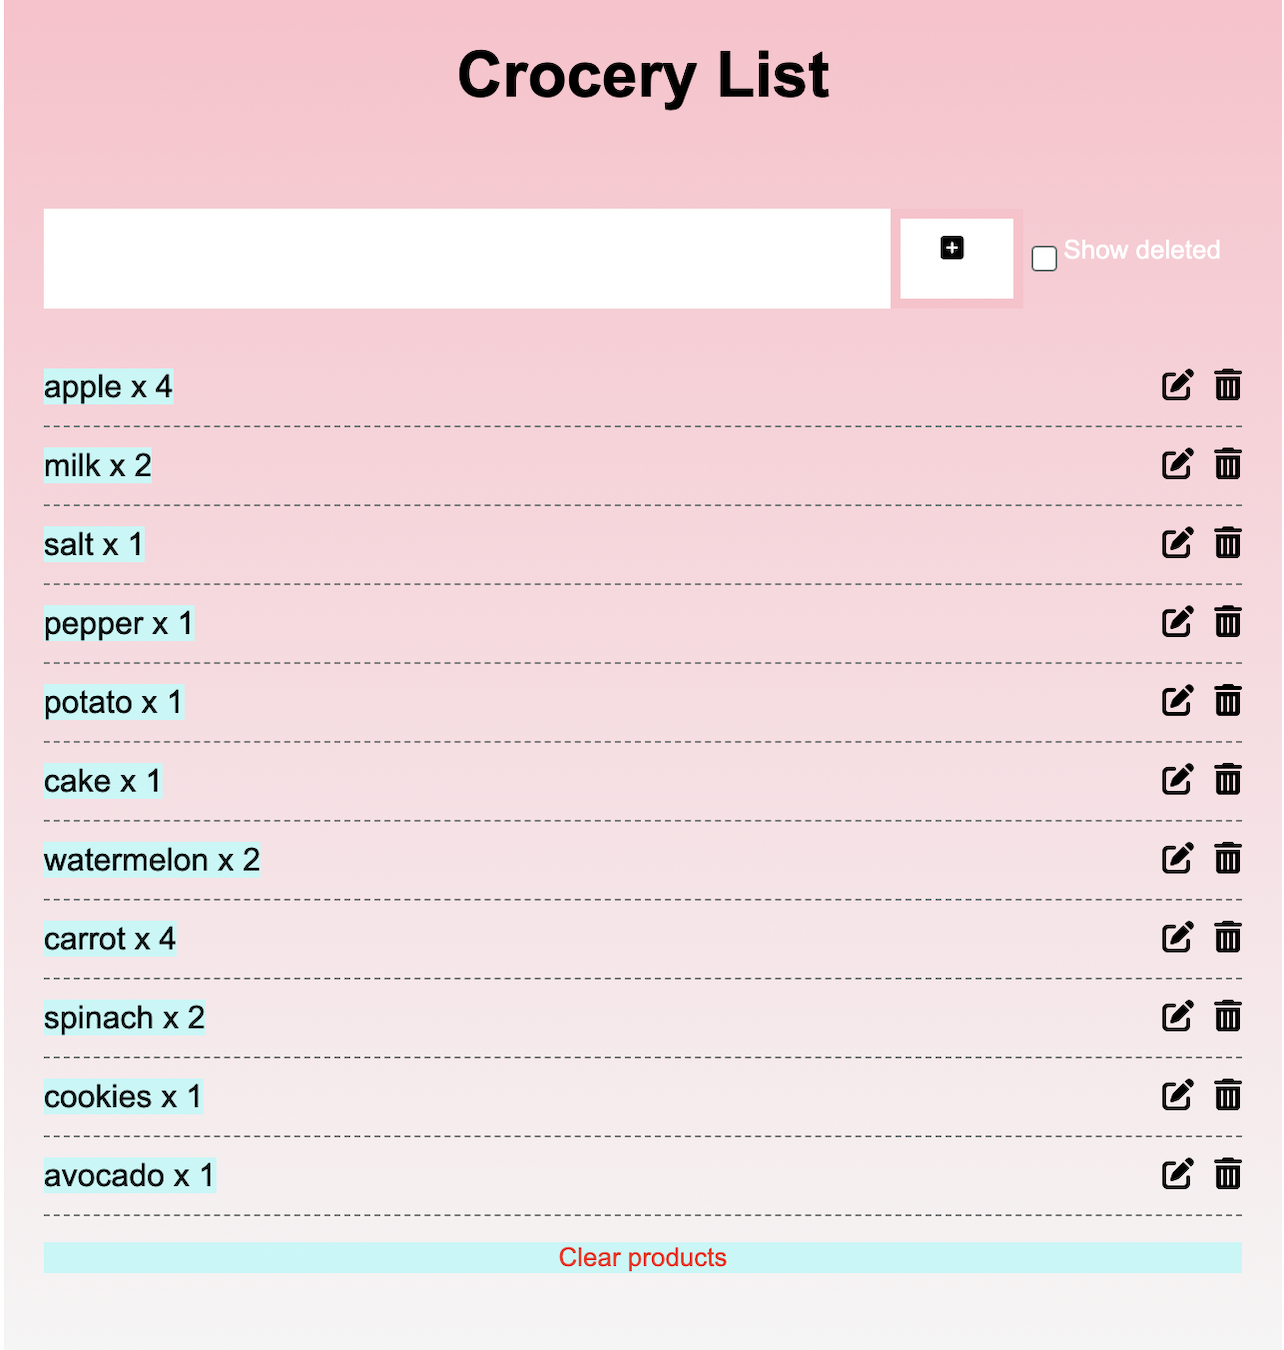 Crocery List
Show deleted
apple x 4
milk x 2
salt x 1
pepper x 1
potato x 1
cake x 1
watermelon x 2
carrot x 4
spinach x 2
cookies x 1
avocado x 1
Clear products